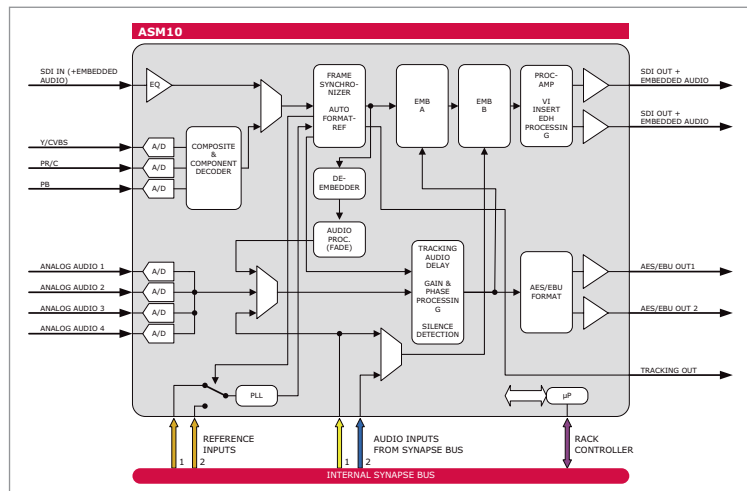 ASM10
SDI IN (+EMBEDDED
AUDIO)
EQ
Y/CVBS
A/D
PR/C
A/D
PB
A/D
COMPOSITE
&
COMPONENT
DECODER
FRAME
SYNCHRO-
NIZER
AUTO
FORMAT-
REF
EMB
A
EMB
B
PROC-
AMP
VI
INSERT
EDH
PROCESSIN
G
SDI OUT +
EMBEDDED AUDIO
SDI OUT +
EMBEDDED AUDIO
DE-
EMBEDDER
AUDIO
PROC.
(FADE)
ANALOG AUDIO 1
A/D
ANALOG AUDIO 2
A/D
ANALOG AUDIO 3
A/D
ANALOG AUDIO 4
A/D
TRACKING
AUDIO
DELAY
GAIN &
PHASE
PROCESSIN
G
SILENCE
DETECTION
AES/EBU
FORMAT
AES/EBU OUT1
AES/EBU OUT 2
TRACKING OUT
PLL
µP
REFERENCE
INPUTS
1
2
AUDIO INPUTS
FROM SYNAPSE BUS
1
2
RACK
CONTROLLER
INTERNAL SYNAPSE BUS